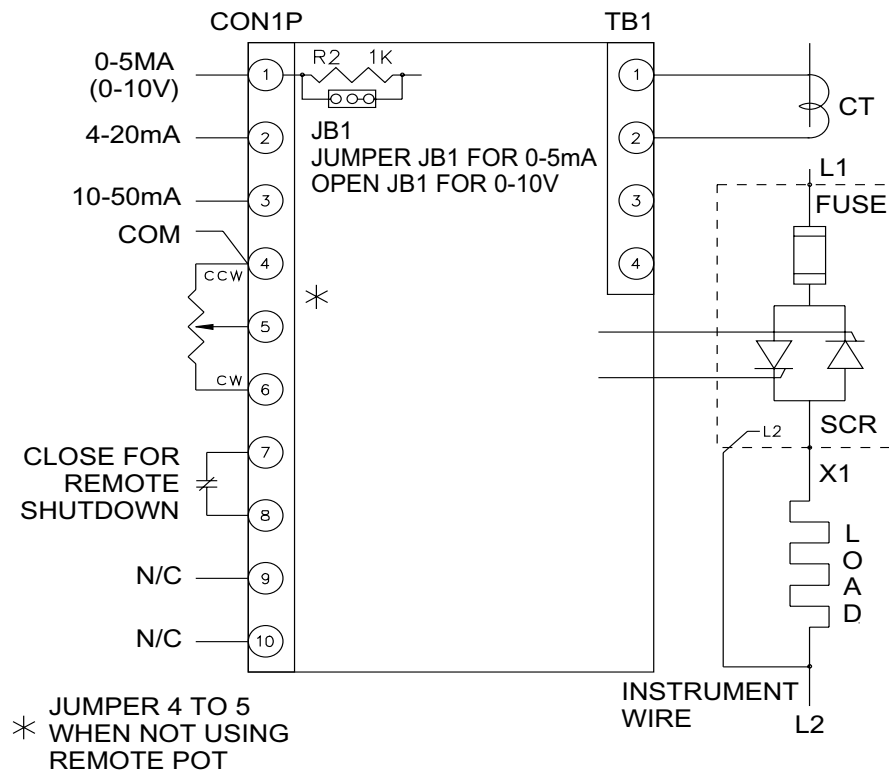 CON1P
TB1
0-5MA
(0-10V)
1
R2
1K
1
CT
4-20mA
2
JB1
JUMPER JB1 FOR 0-5mA
OPEN JB1 FOR 0-10V
2
10-50mA
3
3
L1
FUSE
COM
4
CCW
4
5
CW
6
SCR
L2
X1
CLOSE FOR
REMOTE
SHUTDOWN
7
8
L
O
A
D
N/C
9
N/C
10
INSTRUMENT
WIRE
L2
JUMPER 4 TO 5
WHEN NOT USING
REMOTE POT